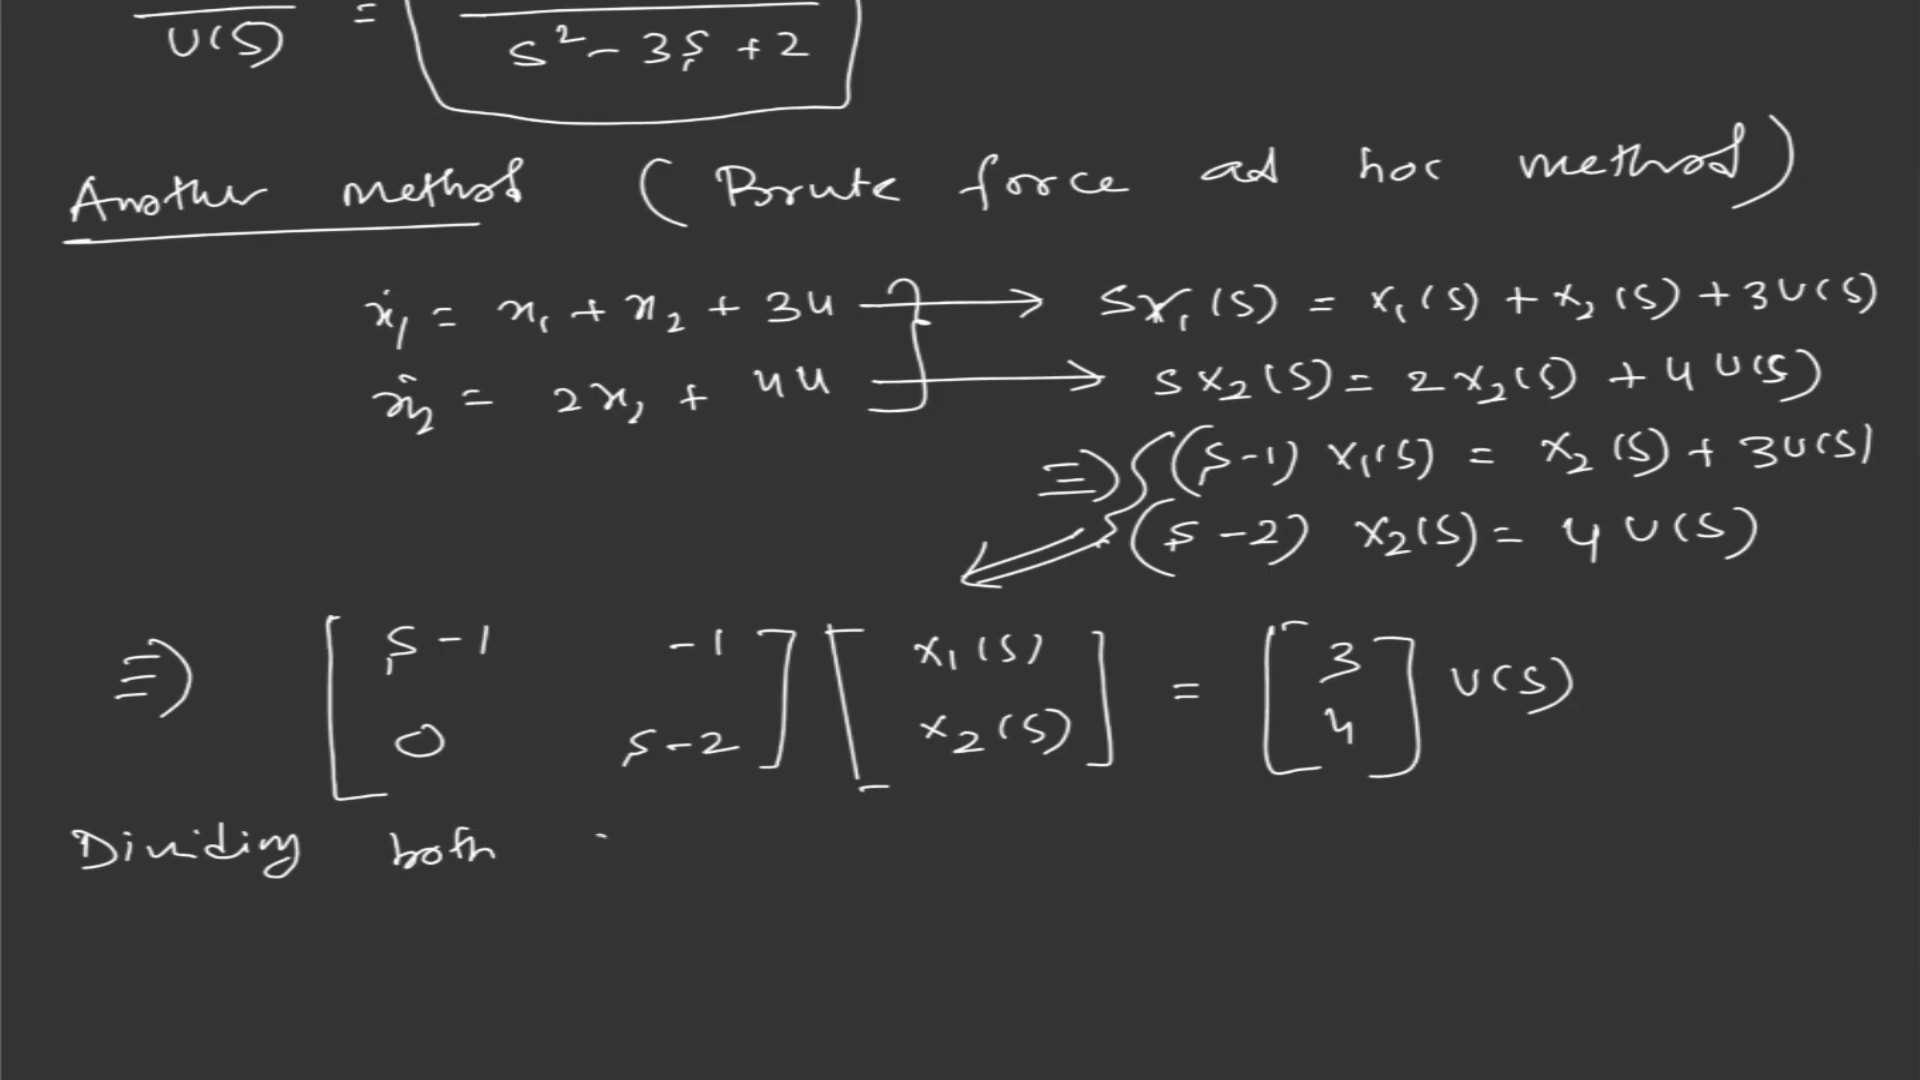 U(S) =
s² - 3s + 2
Another method (Brute force ad hoc method)
ẋ₁ = x₁ + x₂ + 3u → sX₁(s) = X₁(s) + X₂(s) + 3U(s)
ẋ₂ = 2x₂ + 4u → sX₂(s) = 2X₂(s) + 4U(s)
⇒ { (s-1) X₁(s) = X₂(s) + 3U(s)
(s-2) X₂(s) = 4U(s)
⇒ [ s-1 -1 ] [ X₁(s) ] = [ 3 ] U(s)
[ 0 s-2 ] [ X₂(s) ] [ 4 ]
Dividing both